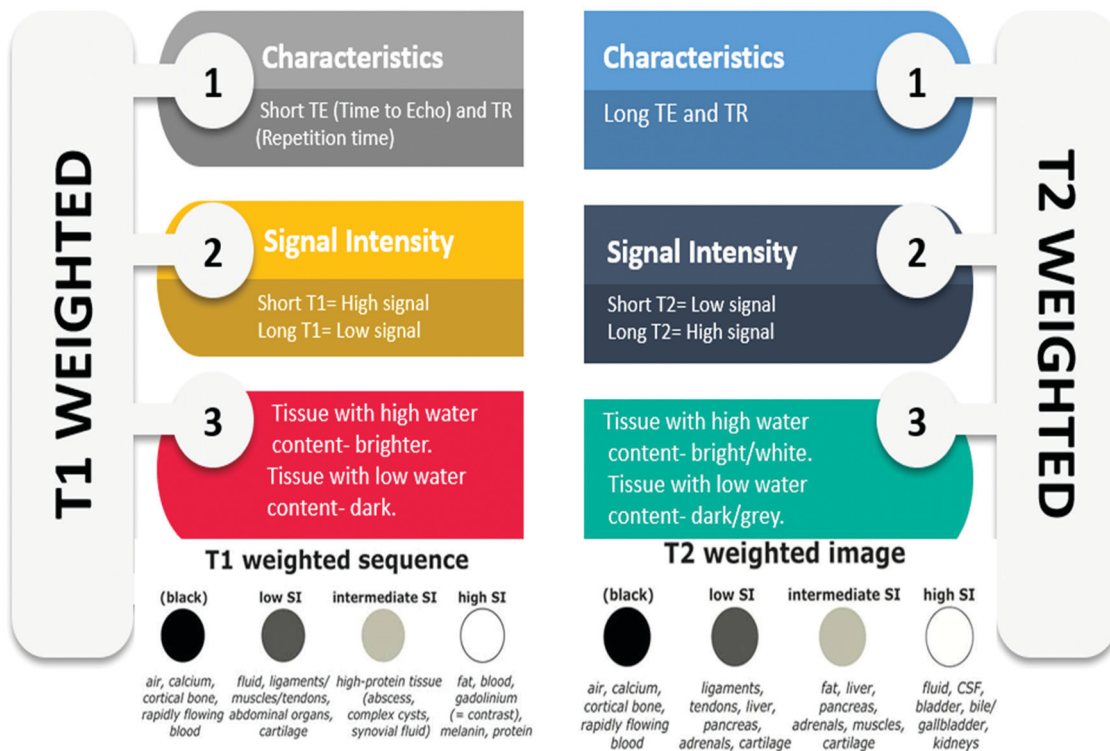 T1 WEIGHTED
1
Characteristics
Short TE (Time to Echo) and TR
(Repetition time)
2
Signal Intensity
Short T1= High signal
Long T1= Low signal
3
Tissue with high water
content- brighter.
Tissue with low water
content- dark.
T1 weighted sequence
(black)
air, calcium,
cortical bone,
rapidly flowing
blood
low SI
fluid, ligaments/
muscles/tendons,
abdominal organs,
cartilage
intermediate SI
high-protein tissue
(abscess,
complex cysts,
synovial fluid)
high SI
fat, blood,
gadolinium
(= contrast),
melanin, protein
T2 WEIGHTED
1
Characteristics
Long TE and TR
2
Signal Intensity
Short T2= Low signal
Long T2= High signal
3
Tissue with high water
content- bright/white.
Tissue with low water
content- dark/grey.
T2 weighted image
(black)
air, calcium,
cortical bone,
rapidly flowing
blood
low SI
ligaments,
tendons, liver,
pancreas,
adrenals, cartilage
intermediate SI
fat, liver,
pancreas,
adrenals, muscles,
cartilage
high SI
fluid, CSF,
bladder, bile/
gallbladder,
kidneys